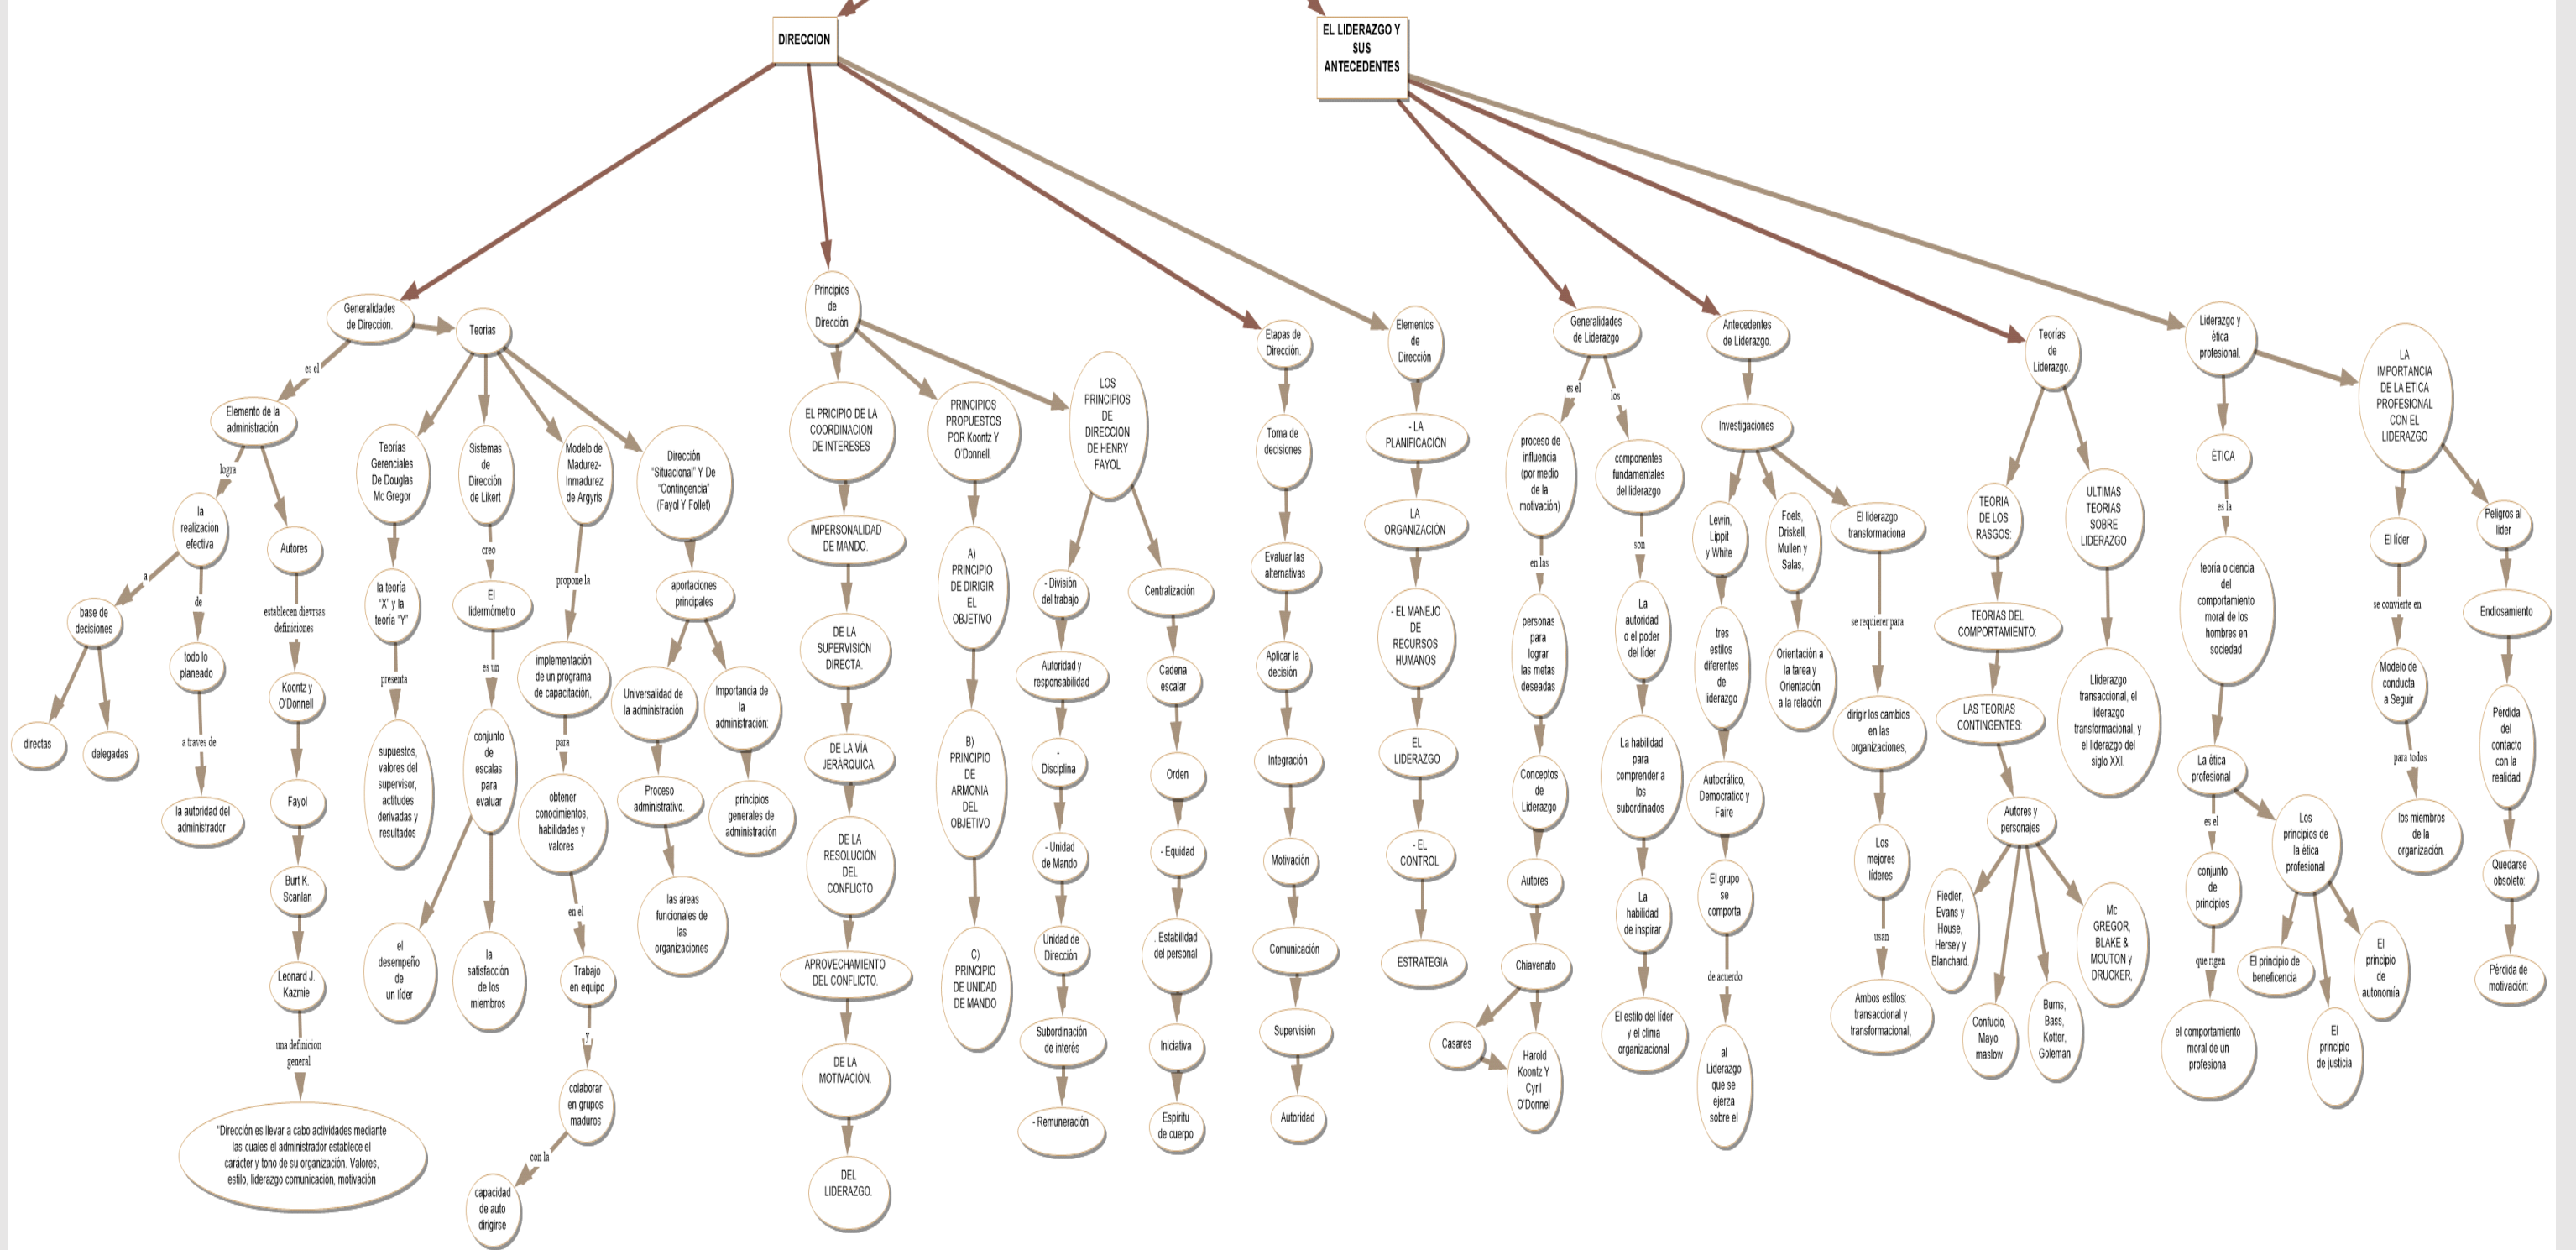 DIRECCION
EL LIDERAZGO Y
SUS
ANTECEDENTES
Generalidades
de Dirección.
Teorias
es el
Elemento de la
administración
logra
la
realización
efectiva
a
base de
decisiones
directas
delegadas
de
todo lo
planeado
a traves de
la autoridad del
administrador
Autores
establecen dievrsas
definiciones
Koontz y
O'Donnell
Fayol
Burt K.
Scanlan
Leonard J.
Kazmie
una definicion
general
"Dirección es llevar a cabo actividades mediante
las cuales el administrador establece el
carácter y tono de su organización. Valores,
estilo, liderazgo comunicación, motivación
Teorías
Gerenciales
De Douglas
Mc Gregor
la teoría
"X" y la
teoría "Y"
presenta
supuestos,
valores del
supervisor,
actitudes
derivadas y
resultados
Sistemas
de
Dirección
de Likert
creo
El
lidermómetro
es un
conjunto
de
escalas
para
evaluar
el
desempeño
de
un líder
la
satisfacción
de los
miembros
Modelo de
Madurez-
Inmadurez
de Argyris
propone la
implementación
de un programa
de capacitación,
para
obtener
conocimientos,
habilidades y
valores
en el
Trabajo
en equipo
y
colaborar
en grupos
maduros
con la
capacidad
de auto
dirigirse
Dirección
"Situacional" Y De
"Contingencia"
(Fayol Y Follet)
aportaciones
principales
Universalidad de
la administración
Proceso
administrativo.
las áreas
funcionales de
las
organizaciones
Importancia de
la
administración:
principios
generales de
administración
Principios
de
Dirección
EL PRICIPIO DE LA
COORDINACION
DE INTERESES
IMPERSONALIDAD
DE MANDO.
DE LA
SUPERVISIÓN
DIRECTA.
DE LA VÍA
JERÁRQUICA.
DE LA
RESOLUCIÓN
DEL
CONFLICTO
APROVECHAMIENTO
DEL CONFLICTO.
DE LA
MOTIVACIÓN.
DEL
LIDERAZGO.
PRINCIPIOS
PROPUESTOS
POR Koontz Y
O'Donnell.
A)
PRINCIPIO
DE DIRIGIR
EL
OBJETIVO
B)
PRINCIPIO
DE
ARMONIA
DEL
OBJETIVO
C)
PRINCIPIO
DE UNIDAD
DE MANDO
LOS
PRINCIPIOS
DE
DIRECCIÓN
DE HENRY
FAYOL
- División
del trabajo
Autoridad y
responsabilidad
-
Disciplina
- Unidad
de Mando
Unidad de
Dirección
Subordinación
de interés
- Remuneración
Centralización
Cadena
escalar
Orden
- Equidad
. Estabilidad
del personal
Iniciativa
Espíritu
de cuerpo
Etapas de
Dirección.
Toma de
decisiones
Evaluar las
alternativas
Aplicar la
decisión
Integración
Motivación
Comunicación
Supervisión
Autoridad
Elementos
de
Dirección
- LA
PLANIFICACIÓN
LA
ORGANIZACIÓN
- EL MANEJO
DE
RECURSOS
HUMANOS
EL
LIDERAZGO
- EL
CONTROL
ESTRATEGIA
Generalidades
de Liderazgo
es el
proceso de
influencia
(por medio
de la
motivación)
en las
personas
para
lograr
las metas
deseadas
Conceptos
de
Liderazgo
Autores
Chiavenato
Casares
Harold
Koontz Y
Cyril
O'Donnel
los
componentes
fundamentales
del liderazgo
son
La
autoridad
o el poder
del líder
La habilidad
para
comprender a
los
subordinados
La
habilidad
de inspirar
El estilo del líder
y el clima
organizacional
Antecedentes
de Liderazgo.
Investigaciones
Lewin,
Lippit
y White
tres
estilos
diferentes
de
liderazgo
Autocrático,
Democratico y
Faire
El grupo
se
comporta
de acuerdo
al
Liderazgo
que se
ejerza
sobre el
Foels,
Driskell,
Mullen y
Salas,
Orientación a
la tarea y
Orientación
a la relación
El liderazgo
transformaciona
se requierer para
dirigir los cambios
en las
organizaciones,
Los
mejores
líderes
usan
Ambos estilos:
transaccional y
transformacional,
Teorías
de
Liderazgo.
TEORIA
DE LOS
RASGOS:
TEORIAS DEL
COMPORTAMIENTO:
LAS TEORIAS
CONTINGENTES:
Autores y
personajes
Fiedler,
Evans y
House,
Hersey y
Blanchard.
Confucio,
Mayo,
maslow
Burns,
Bass,
Kotter,
Goleman
Mc
GREGOR,
BLAKE &
MOUTON y
DRUCKER,
ULTIMAS
TEORIAS
SOBRE
LIDERAZGO
Lliderazgo
transaccional, el
liderazgo
transformacional, y
el liderazgo del
siglo XXI.
Liderazgo y
ética
profesional.
ÉTICA
es la
teoría o ciencia
del
comportamiento
moral de los
hombres en
sociedad
La ética
profesional
es el
conjunto
de
principios
que rigen
el comportamiento
moral de un
profesiona
Los
principios de
la ética
profesional
El principio de
beneficencia
El
principio
de justicia
El
principio
de
autonomía
LA
IMPORTANCIA
DE LA ETICA
PROFESIONAL
CON EL
LIDERAZGO
El líder
se convierte en
Modelo de
conducta
a Seguir
para todos
los miembros
de la
organización.
Peligros al
líder
Endiosamiento
Pérdida
del
contacto
con la
realidad
Quedarse
obsoleto:
Pérdida de
motivación: